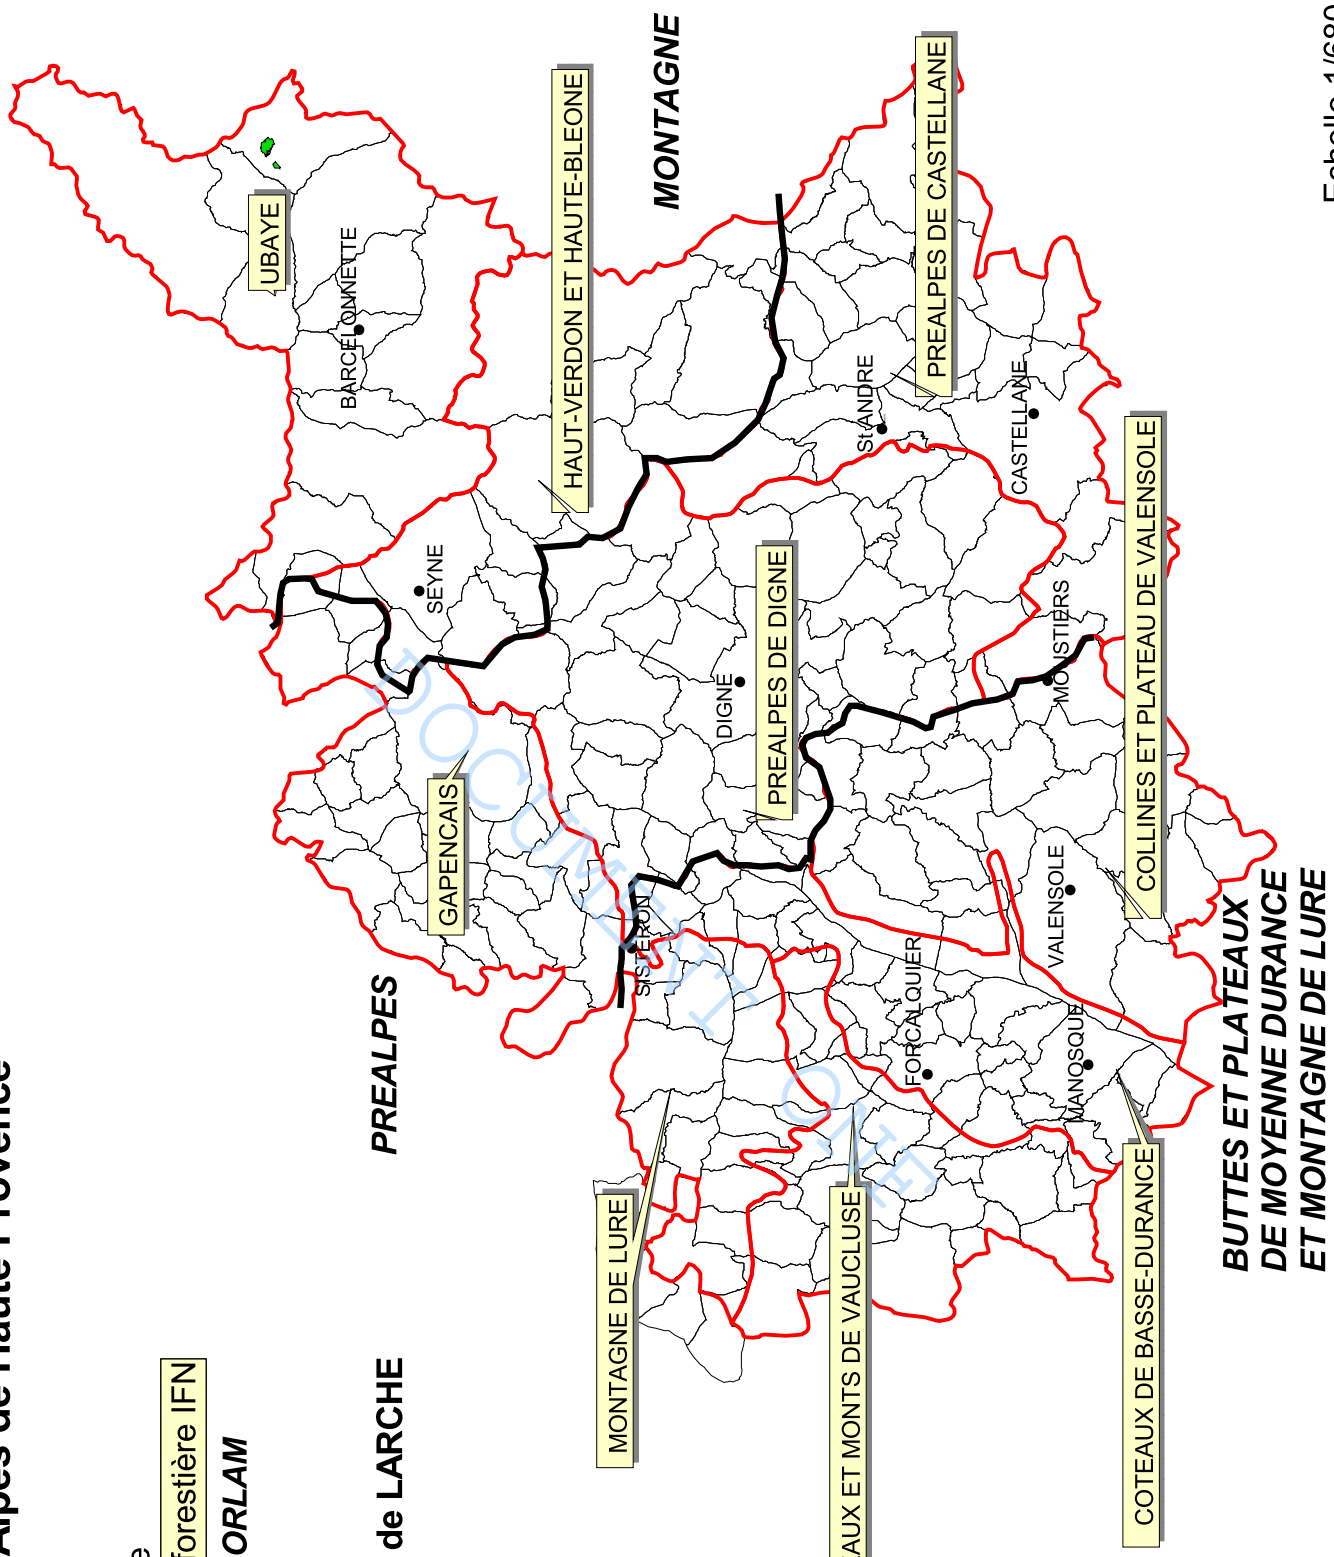 Alpes de Haute Provence
forestière IFN
ORLAM
de LARCHE
PREALPES
MONTAGNE
UBAYE
BARCELONNETTE
HAUT-VERDON ET HAUTE-BLEONE
SEYNE
GAPENCAIS
SISTERON
DIGNE
PREALPES DE DIGNE
St ANDRE
PREALPES DE CASTELLANE
CASTELLANE
MOUSTIERS
COLLINES ET PLATEAU DE VALENSOLE
VALENSOLE
FORCALQUIER
MANOSQUE
MONTAGNE DE LURE
AUX ET MONTS DE VAUCLUSE
COTEAUX DE BASSE-DURANCE
BUTTES ET PLATEAUX
DE MOYENNE DURANCE
ET MONTAGNE DE LURE
Echelle 1/680
DOCUMENT
ONF